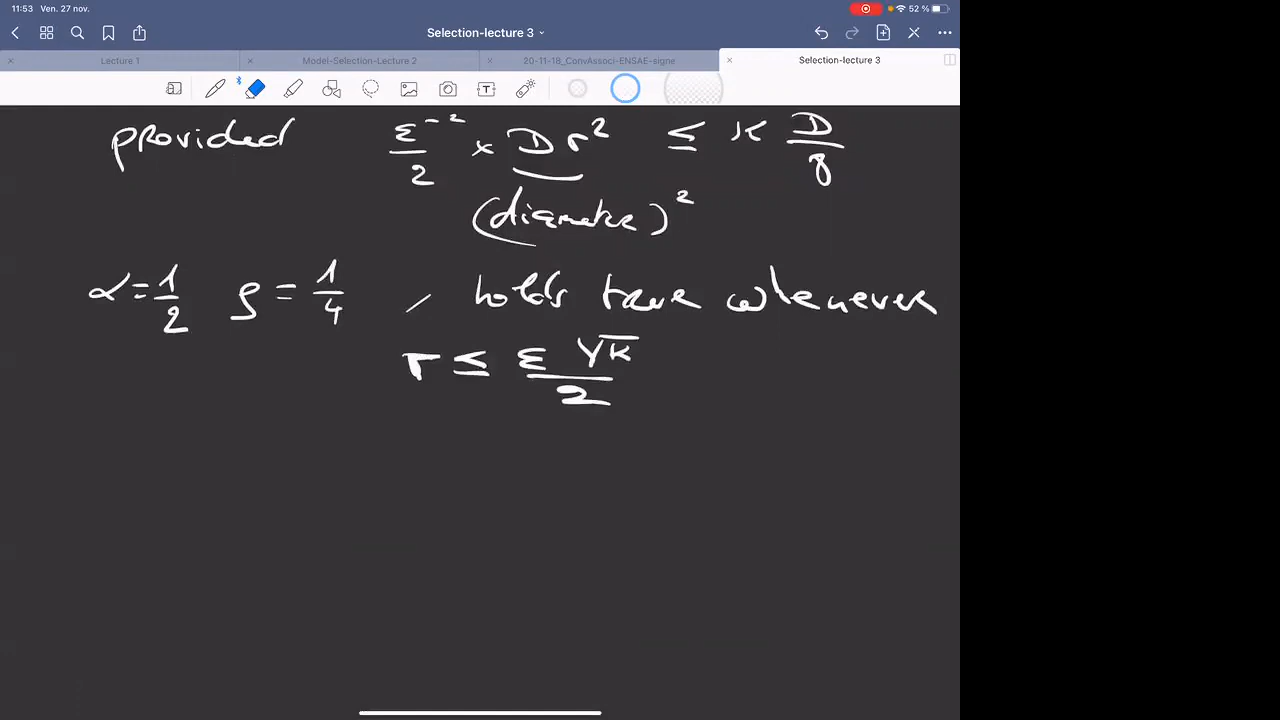 11:53 Ven. 27 nov. 52 %
Selection-lecture 3
Lecture 1 Model-Selection-Lecture 2 20-11-18_ConvAssoci-ENSAE-signe Selection-lecture 3
provided ε⁻²/2 × D r² ≤ κ D/8
(diameter)²
α = 1/2 ρ = 1/4 , holds true whenever
r ≤ ε √κ/2